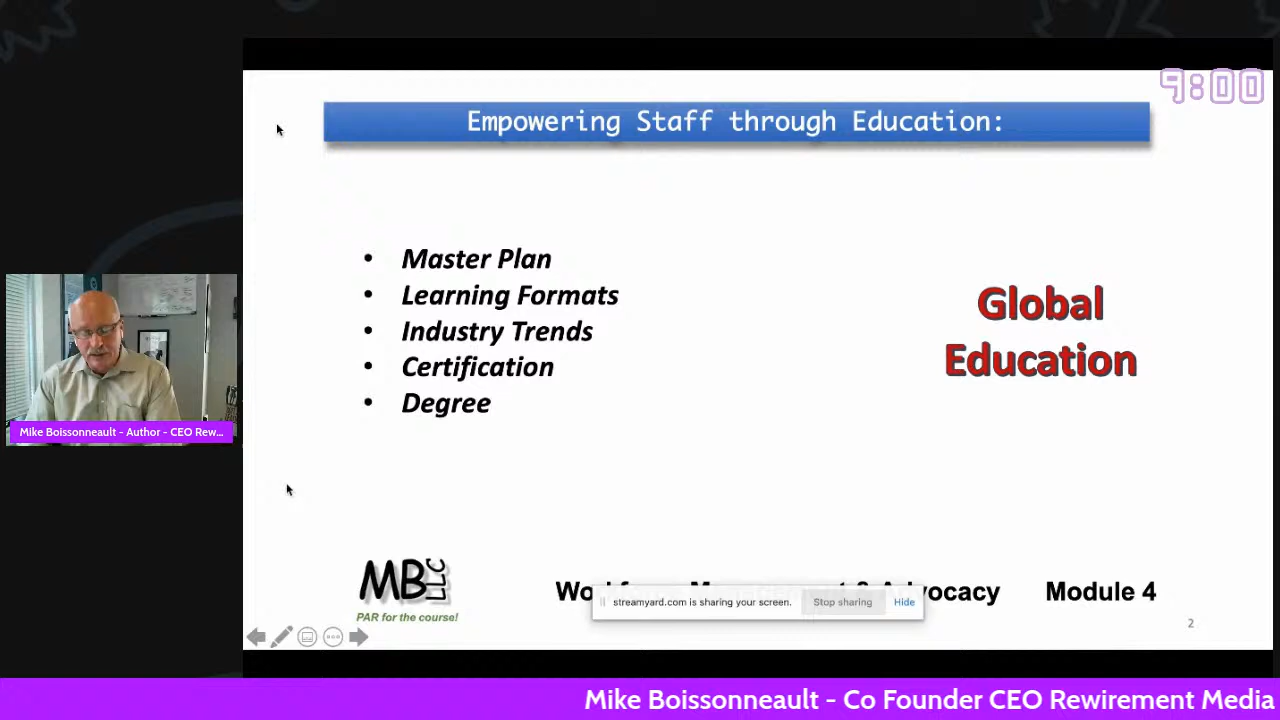 9:00
Empowering Staff through Education:
• Master Plan
• Learning Formats
• Industry Trends
• Certification
• Degree
Global
Education
Mike Boissonneault - Author - CEO Rew...
MB LLC
PAR for the course!
Advocacy Module 4
streamyard.com is sharing your screen. Stop sharing Hide
2
Mike Boissonneault - Co Founder CEO Rewirement Media